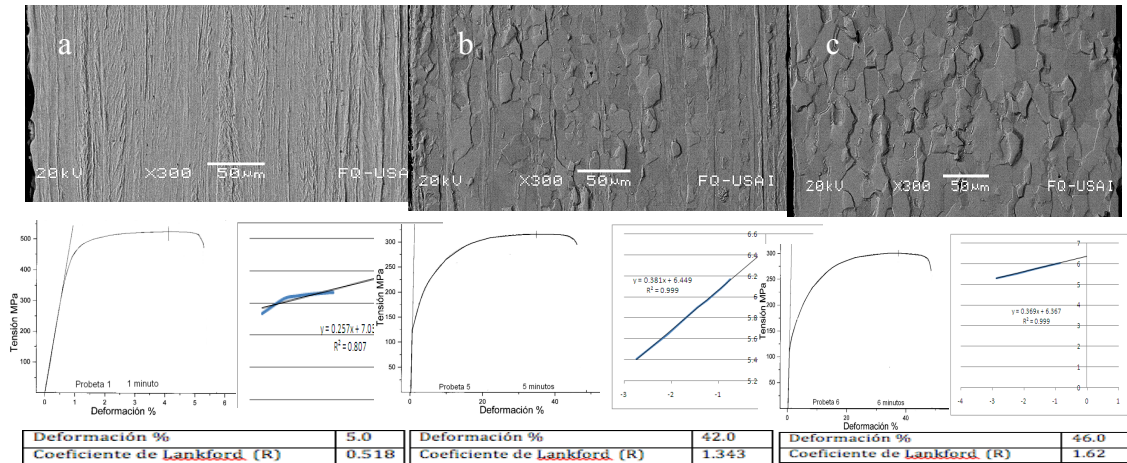 a
b
c
20kV X300 50µm FQ-USAI
20kV X300 50µm FQ-USAI
20kV X300 50µm FQ-USAI
Tensión MPa
500
400
300
200
100
0 1 2 3 4 5 6
Probeta 1 1 minuto
Deformación %
y = 0.257x + 7.03
R² = 0.807
Tensión MPa
300
250
200
150
100
50
0 20 40
Probeta 5 5 minutos
Deformación %
y = 0.381x + 6.449
R² = 0.999
6.6
6.4
6.2
6
5.8
5.6
5.4
5.2
-3 -2 -1
Tensión MPa
300
250
200
150
100
50
0 20 40
Probeta 6 6 minutos
Deformación %
y = 0.369x + 6.367
R² = 0.999
7
6
5
4
3
2
1
0
-4 -3 -2 -1 0 1
Deformación % 5.0
Coeficiente de Lankford (R) 0.518
Deformación % 42.0
Coeficiente de Lankford (R) 1.343
Deformación % 46.0
Coeficiente de Lankford (R) 1.62